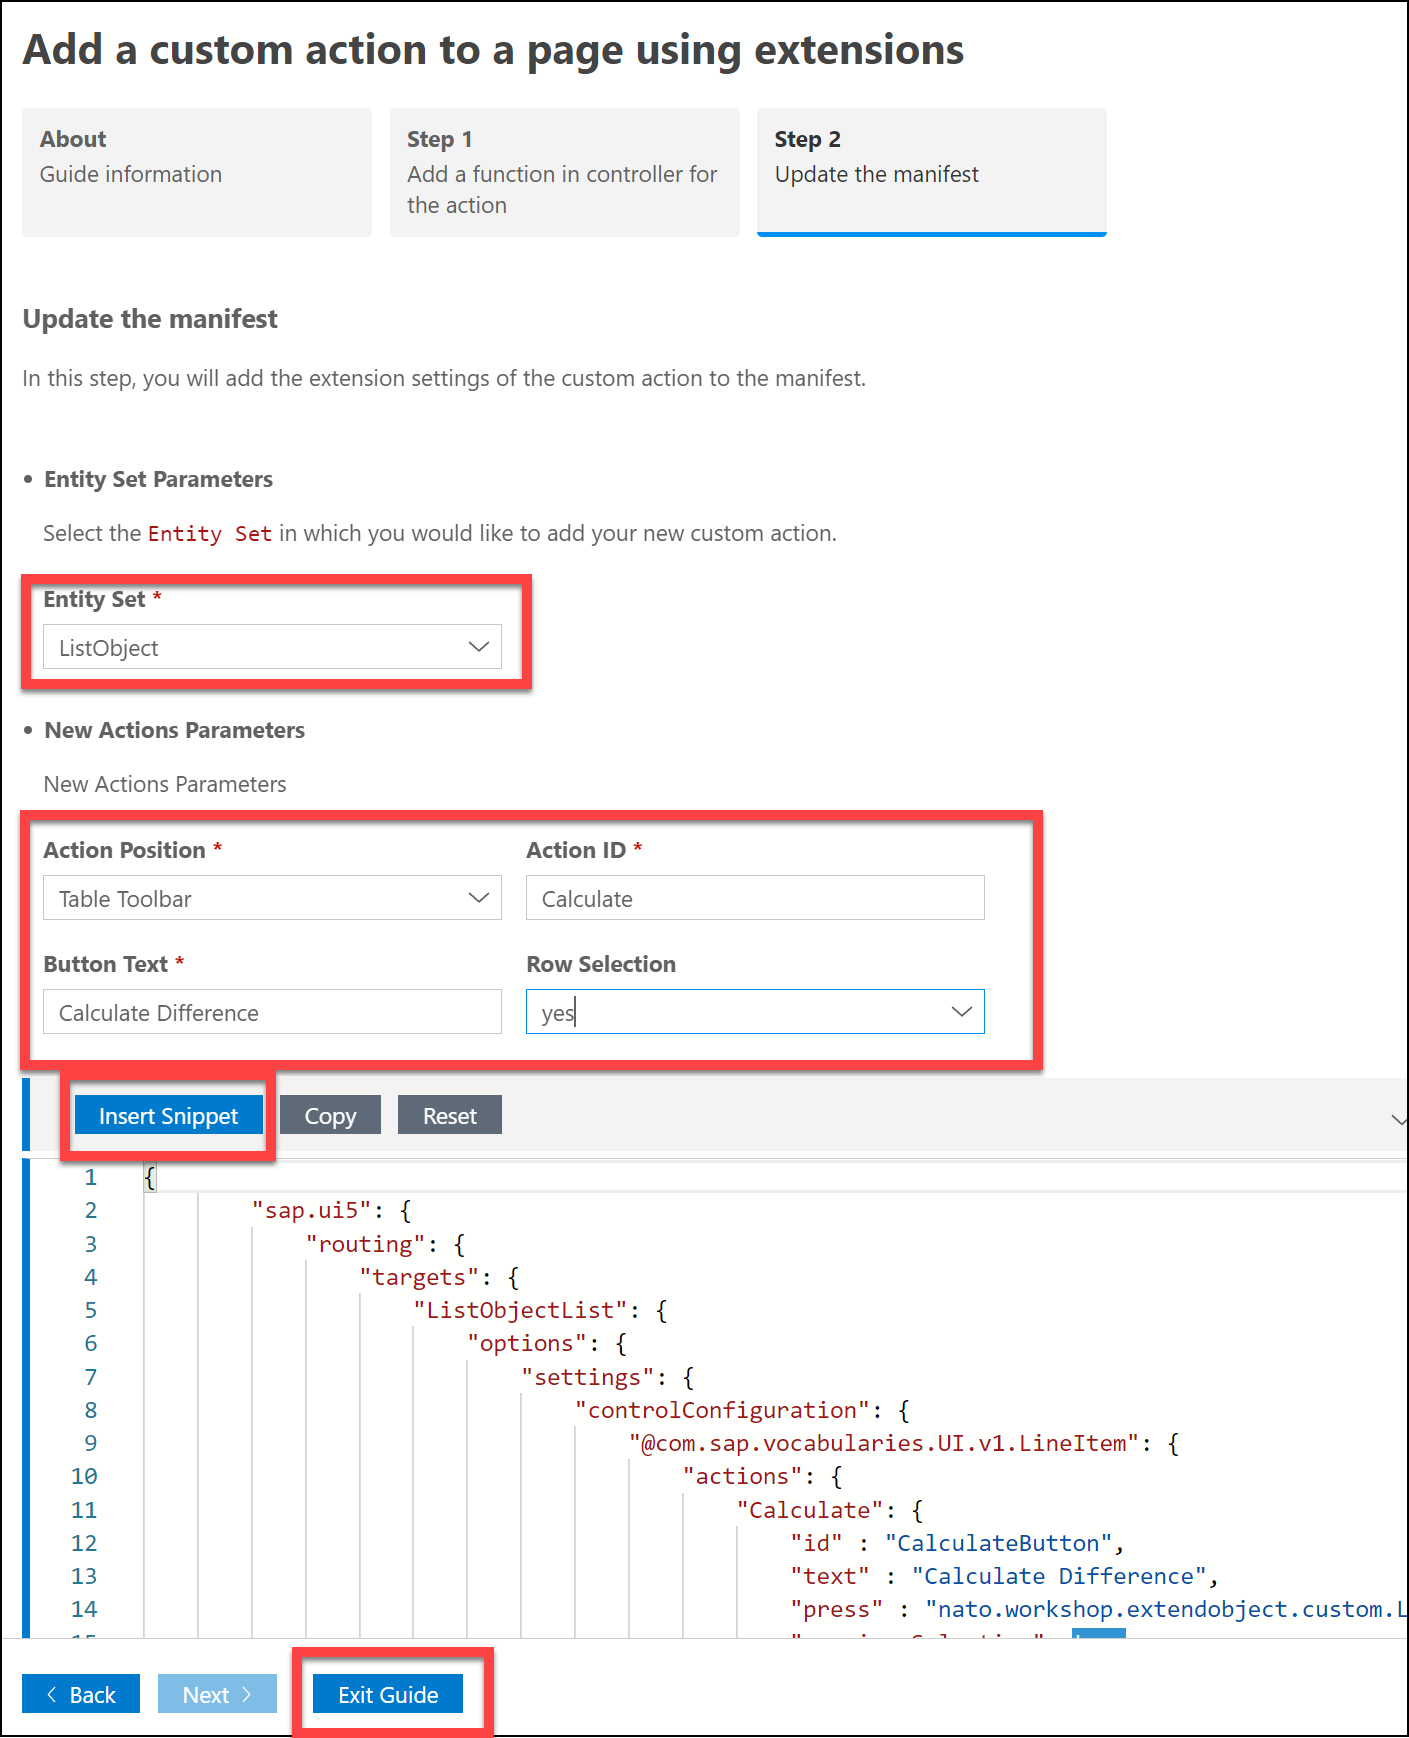 Add a custom action to a page using extensions
About
Guide information
Step 1
Add a function in controller for
the action
Step 2
Update the manifest
Update the manifest
In this step, you will add the extension settings of the custom action to the manifest.
• Entity Set Parameters
Select the Entity Set in which you would like to add your new custom action.
Entity Set *
ListObject
• New Actions Parameters
New Actions Parameters
Action Position *
Action ID *
Table Toolbar
Calculate
Button Text *
Row Selection
Calculate Difference
yes
Insert Snippet
Copy
Reset
1 {
2 "sap.ui5": {
3 "routing": {
4 "targets": {
5 "ListObjectList": {
6 "options": {
7 "settings": {
8 "controlConfiguration": {
9 "@com.sap.vocabularies.UI.v1.LineItem": {
10 "actions": {
11 "Calculate": {
12 "id" : "CalculateButton",
13 "text" : "Calculate Difference",
14 "press" : "nato.workshop.extendobject.custom.L
Back
Next
Exit Guide